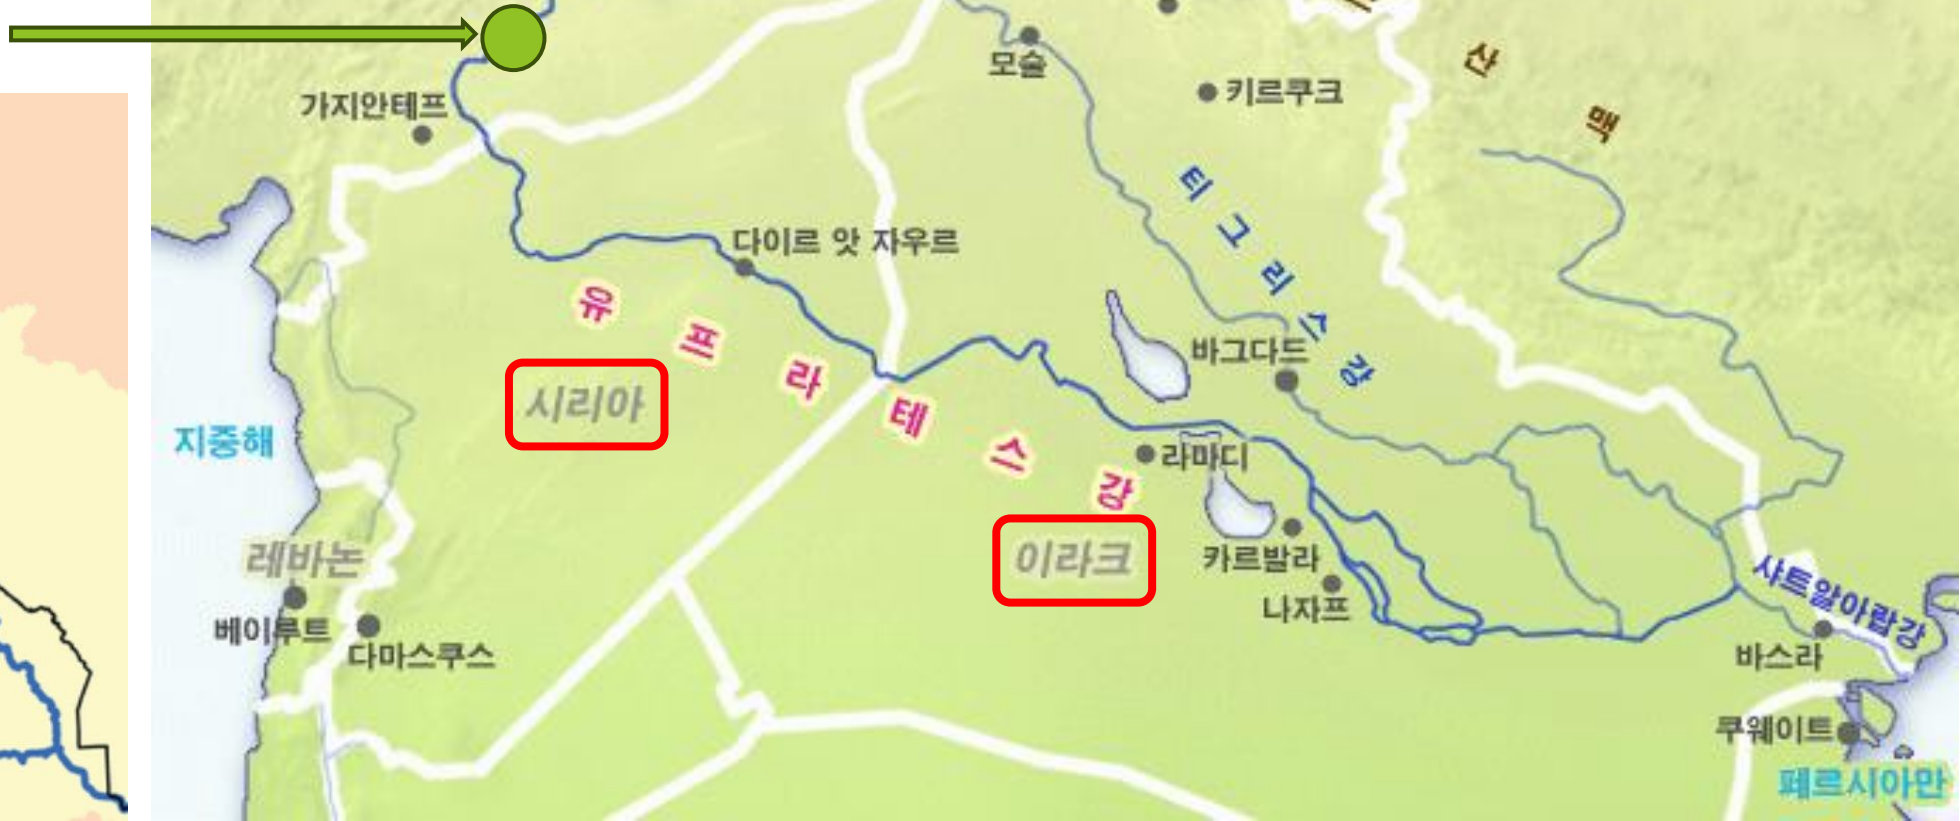 모슬
산
맥
키르쿠크
가지안테프
티그리스강
다이르 앗 자우르
유프라테스강
바그다드
시리아
지중해
라마디
레바논
이라크
카르발라
나자프
샤트알아랍강
베이루트
다마스쿠스
바스라
쿠웨이트
페르시아만